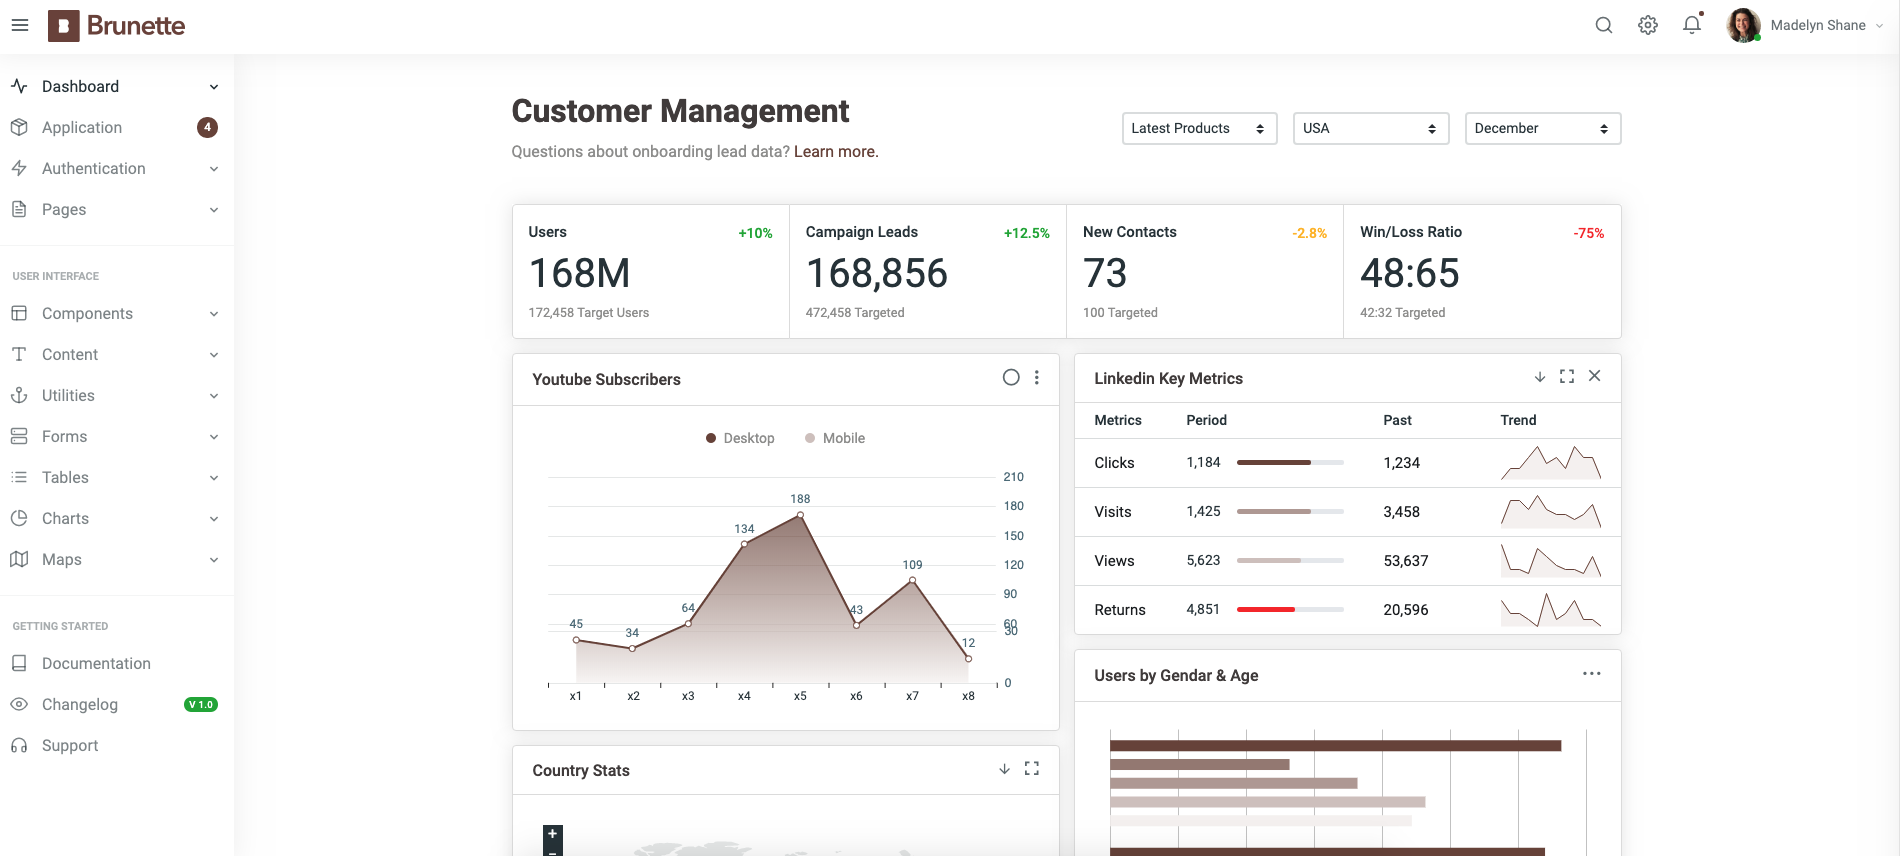 Brunette
Madelyn Shane
Dashboard
Application
4
Authentication
Pages
USER INTERFACE
Components
Content
Utilities
Forms
Tables
Charts
Maps
GETTING STARTED
Documentation
Changelog
V 1.0
Support
Customer Management
Questions about onboarding lead data? Learn more.
Latest Products
USA
December
Users
+10%
168M
172,458 Target Users
Campaign Leads
+12.5%
168,856
472,458 Targeted
New Contacts
-2.8%
73
100 Targeted
Win/Loss Ratio
-75%
48:65
42:32 Targeted
Youtube Subscribers
Desktop Mobile
210
180
150
120
90
60
30
0
45
34
64
134
188
43
109
12
x1 x2 x3 x4 x5 x6 x7 x8
Linkedin Key Metrics
Metrics Period Past Trend
Clicks 1,184 1,234
Visits 1,425 3,458
Views 5,623 53,637
Returns 4,851 20,596
Country Stats
+
−
Users by Gendar & Age